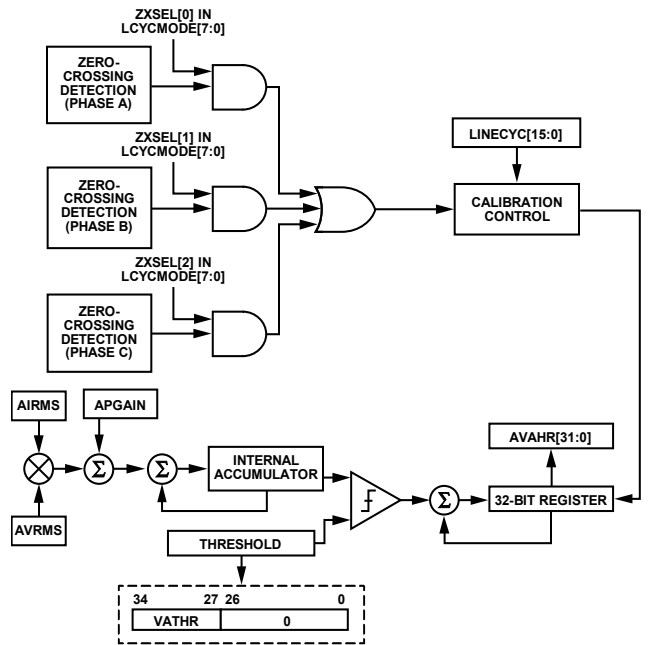 ZXSEL[0] IN
LCYCMODE[7:0]
ZERO-
CROSSING
DETECTION
(PHASE A)
ZXSEL[1] IN
LCYCMODE[7:0]
ZERO-
CROSSING
DETECTION
(PHASE B)
ZXSEL[2] IN
LCYCMODE[7:0]
ZERO-
CROSSING
DETECTION
(PHASE C)
LINECYC[15:0]
CALIBRATION
CONTROL
AIRMS
APGAIN
AVRMS
Σ
Σ
INTERNAL
ACCUMULATOR
THRESHOLD
Σ
AVAHR[31:0]
32-BIT REGISTER
34 27 26 0
VATHR 0